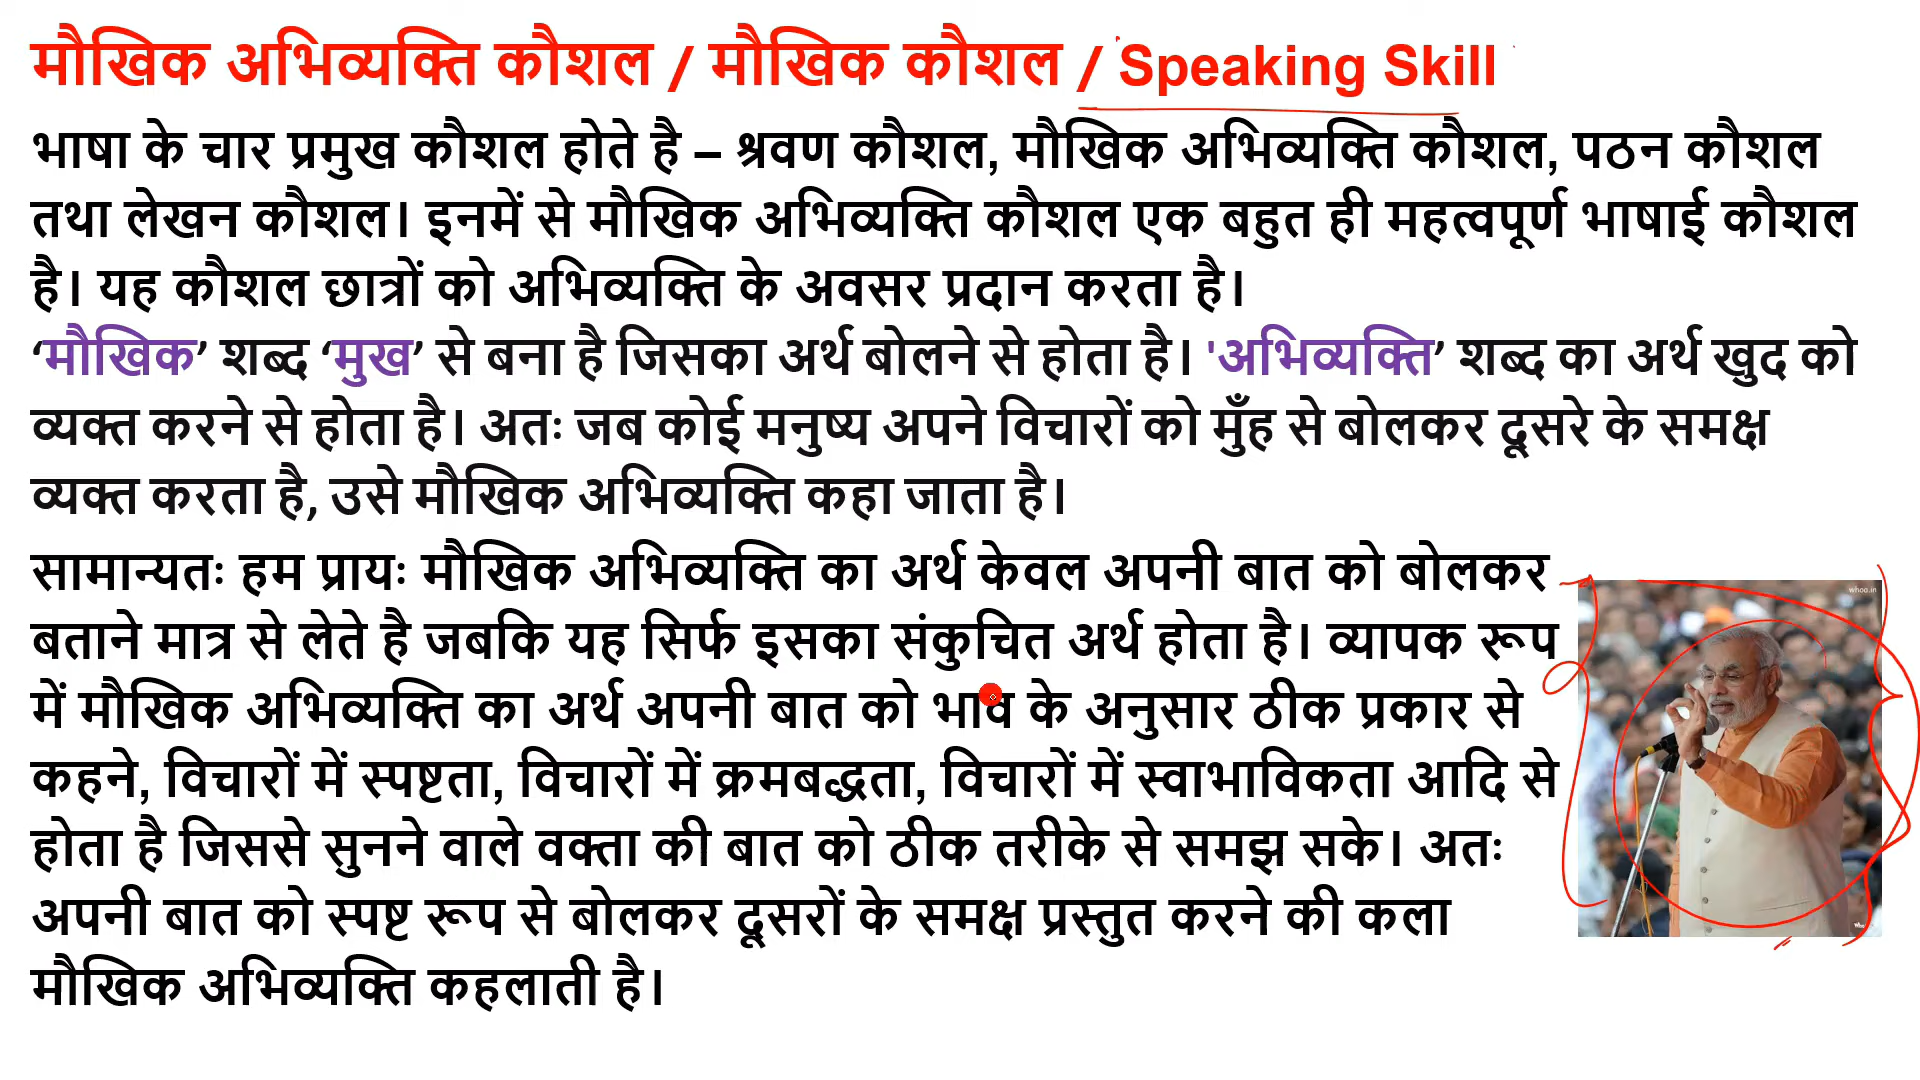 मौखिक अभिव्यक्ति कौशल / मौखिक कौशल / Speaking Skill
भाषा के चार प्रमुख कौशल होते है – श्रवण कौशल, मौखिक अभिव्यक्ति कौशल, पठन कौशल
तथा लेखन कौशल। इनमें से मौखिक अभिव्यक्ति कौशल एक बहुत ही महत्वपूर्ण भाषाई कौशल
है। यह कौशल छात्रों को अभिव्यक्ति के अवसर प्रदान करता है।
‘मौखिक’ शब्द ‘मुख’ से बना है जिसका अर्थ बोलने से होता है। 'अभिव्यक्ति’ शब्द का अर्थ खुद को
व्यक्त करने से होता है। अतः जब कोई मनुष्य अपने विचारों को मुँह से बोलकर दूसरे के समक्ष
व्यक्त करता है, उसे मौखिक अभिव्यक्ति कहा जाता है।
सामान्यतः हम प्रायः मौखिक अभिव्यक्ति का अर्थ केवल अपनी बात को बोलकर
बताने मात्र से लेते है जबकि यह सिर्फ इसका संकुचित अर्थ होता है। व्यापक रूप
में मौखिक अभिव्यक्ति का अर्थ अपनी बात को भाव के अनुसार ठीक प्रकार से
कहने, विचारों में स्पष्टता, विचारों में क्रमबद्धता, विचारों में स्वाभाविकता आदि से
होता है जिससे सुनने वाले वक्ता की बात को ठीक तरीके से समझ सके। अतः
अपनी बात को स्पष्ट रूप से बोलकर दूसरों के समक्ष प्रस्तुत करने की कला
मौखिक अभिव्यक्ति कहलाती है।
whoa.in